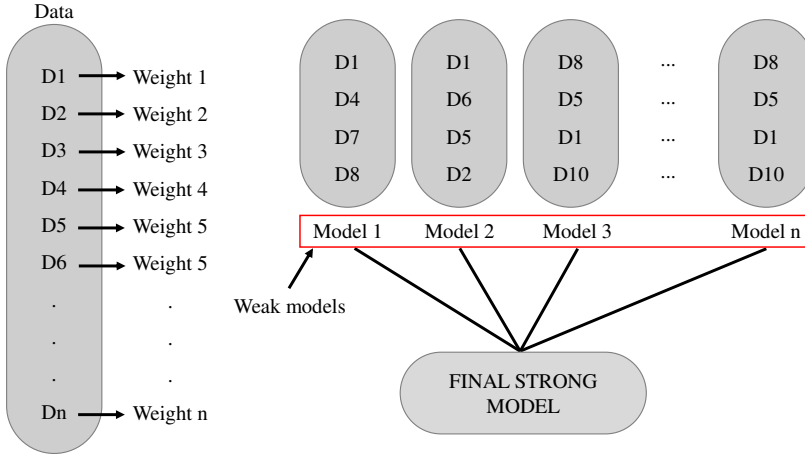 Data
D1 Weight 1
D2 Weight 2
D3 Weight 3
D4 Weight 4
D5 Weight 5
D6 Weight 5
. .
. .
. .
Dn Weight n
D1 D1 D8 ... D8
D4 D6 D5 ... D5
D7 D5 D1 ... D1
D8 D2 D10 ... D10
Model 1 Model 2 Model 3 Model n
Weak models
FINAL STRONG
MODEL